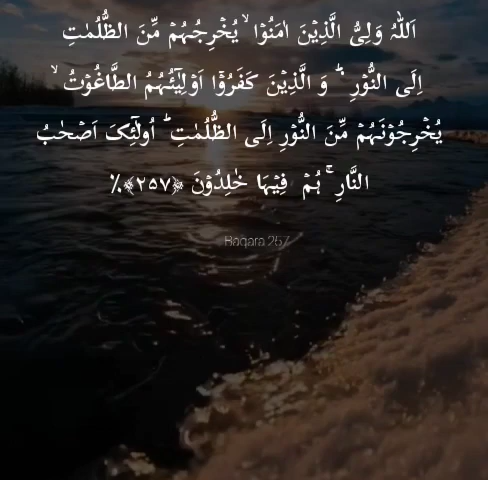 اَللّٰہُ وَلِیُّ الَّذِیۡنَ اٰمَنُوۡا ۙ یُخۡرِجُہُمۡ مِّنَ الظُّلُمٰتِ
اِلَی النُّوۡرِ ۬ؕ وَ الَّذِیۡنَ کَفَرُوۡۤا اَوۡلِیٰٓـُٔہُمُ الطَّاغُوۡتُ ۙ
یُخۡرِجُوۡنَہُمۡ مِّنَ النُّوۡرِ اِلَی الظُّلُمٰتِ ؕ اُولٰٓئِکَ اَصۡحٰبُ
النَّارِ ۚ ہُمۡ فِیۡہَا خٰلِدُوۡنَ ﴿۲۵۷﴾٪
Baqara 257